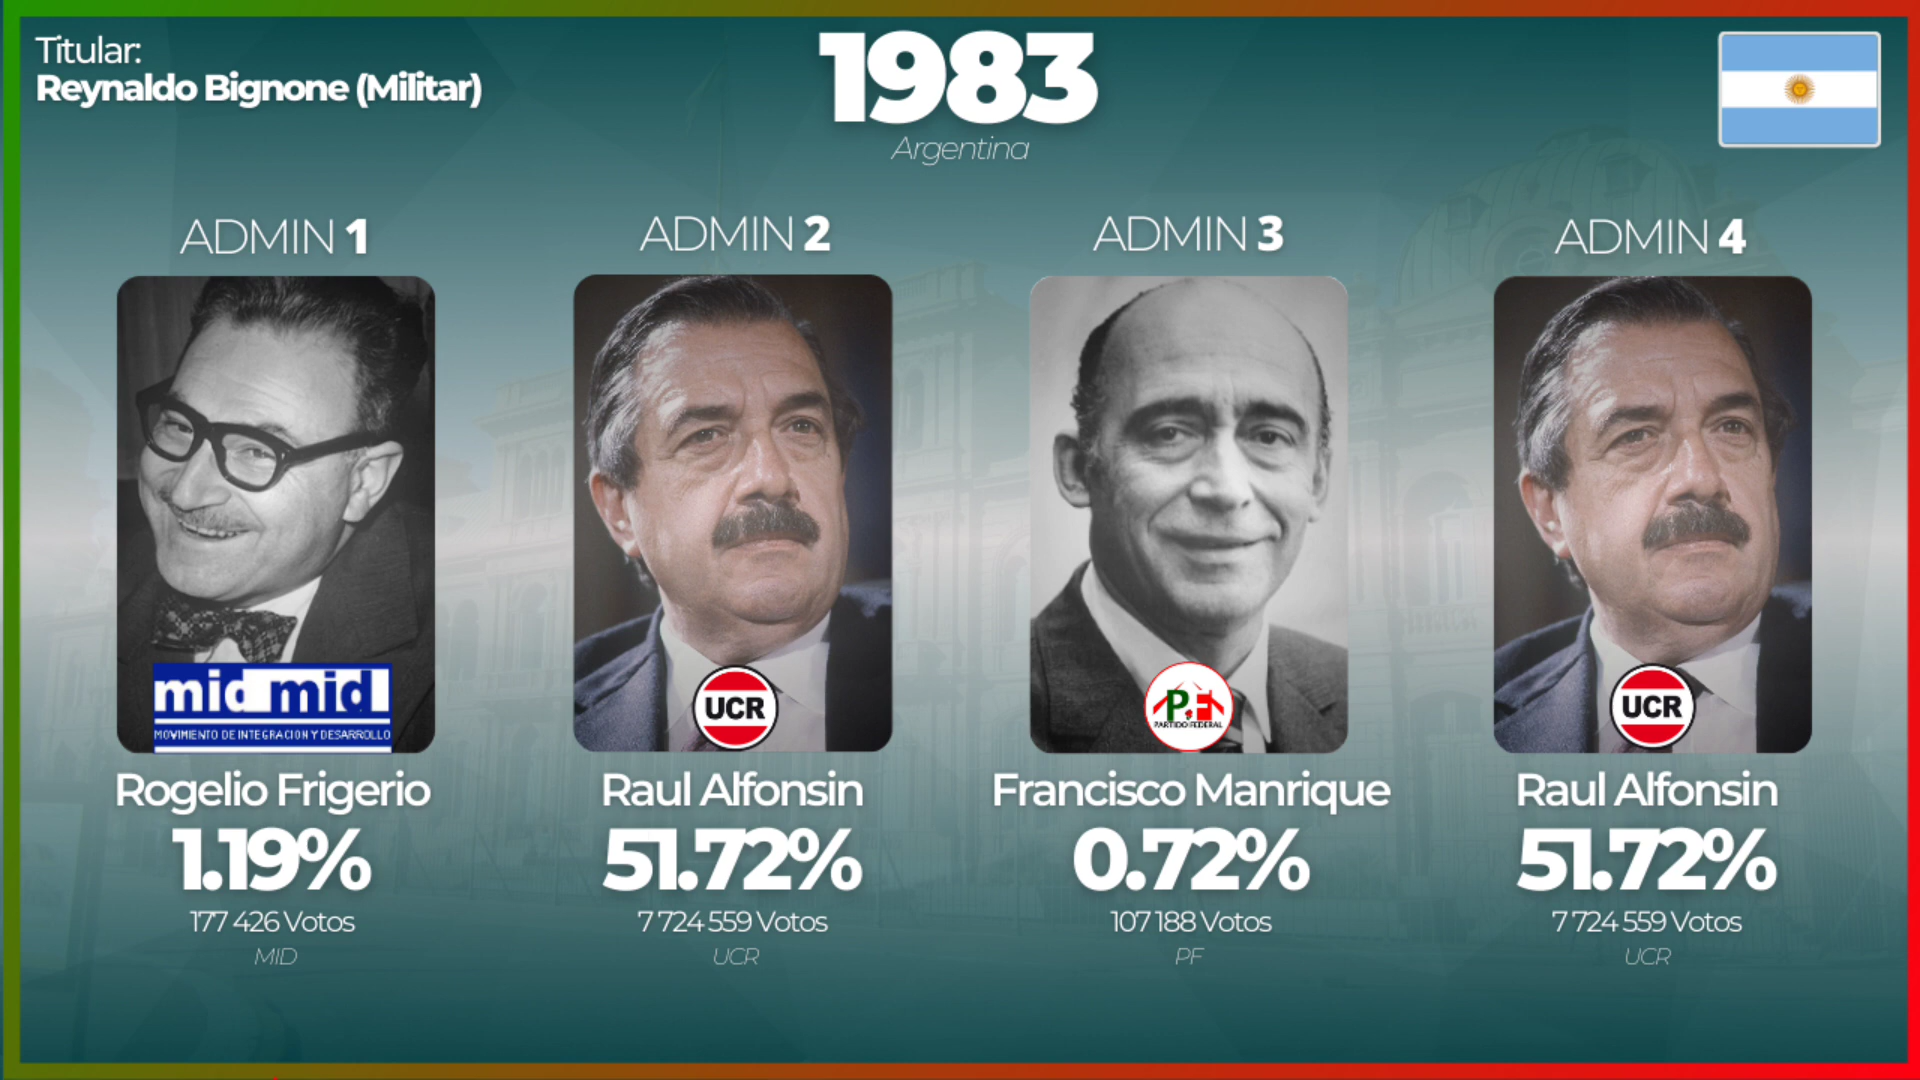 Titular:
Reynaldo Bignone (Militar)
1983
Argentina
ADMIN 1
ADMIN 2
ADMIN 3
ADMIN 4
mid mid
MOVIMIENTO DE INTEGRACION Y DESARROLLO
UCR
PF
PARTIDO FEDERAL
UCR
Rogelio Frigerio
1.19%
177 426 Votos
MID
Raul Alfonsin
51.72%
7 724 559 Votos
UCR
Francisco Manrique
0.72%
107 188 Votos
PF
Raul Alfonsin
51.72%
7 724 559 Votos
UCR